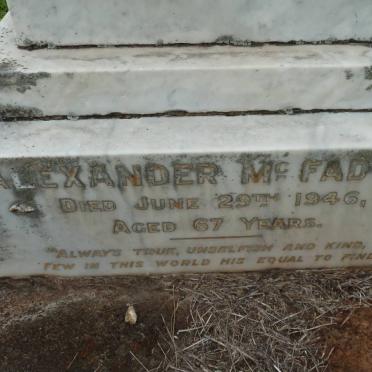 ALEXANDER MCFAD
DIED JUNE 29TH 1946,
AGED 67 YEARS.
"ALWAYS TRUE, UNSELFISH AND KIND,
FEW IN THIS WORLD HIS EQUAL TO FIND